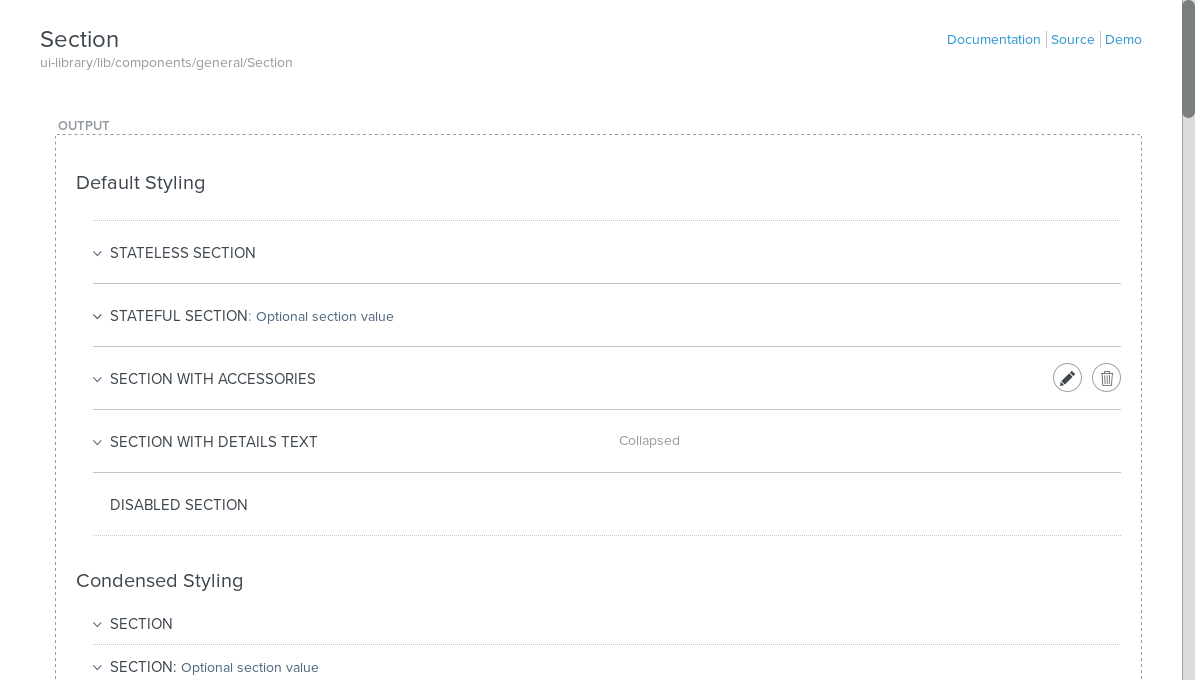 Section
Documentation
Source
Demo
ui-library/lib/components/general/Section
OUTPUT
Default Styling
STATELESS SECTION
STATEFUL SECTION: Optional section value
SECTION WITH ACCESSORIES
SECTION WITH DETAILS TEXT
Collapsed
DISABLED SECTION
Condensed Styling
SECTION
SECTION: Optional section value